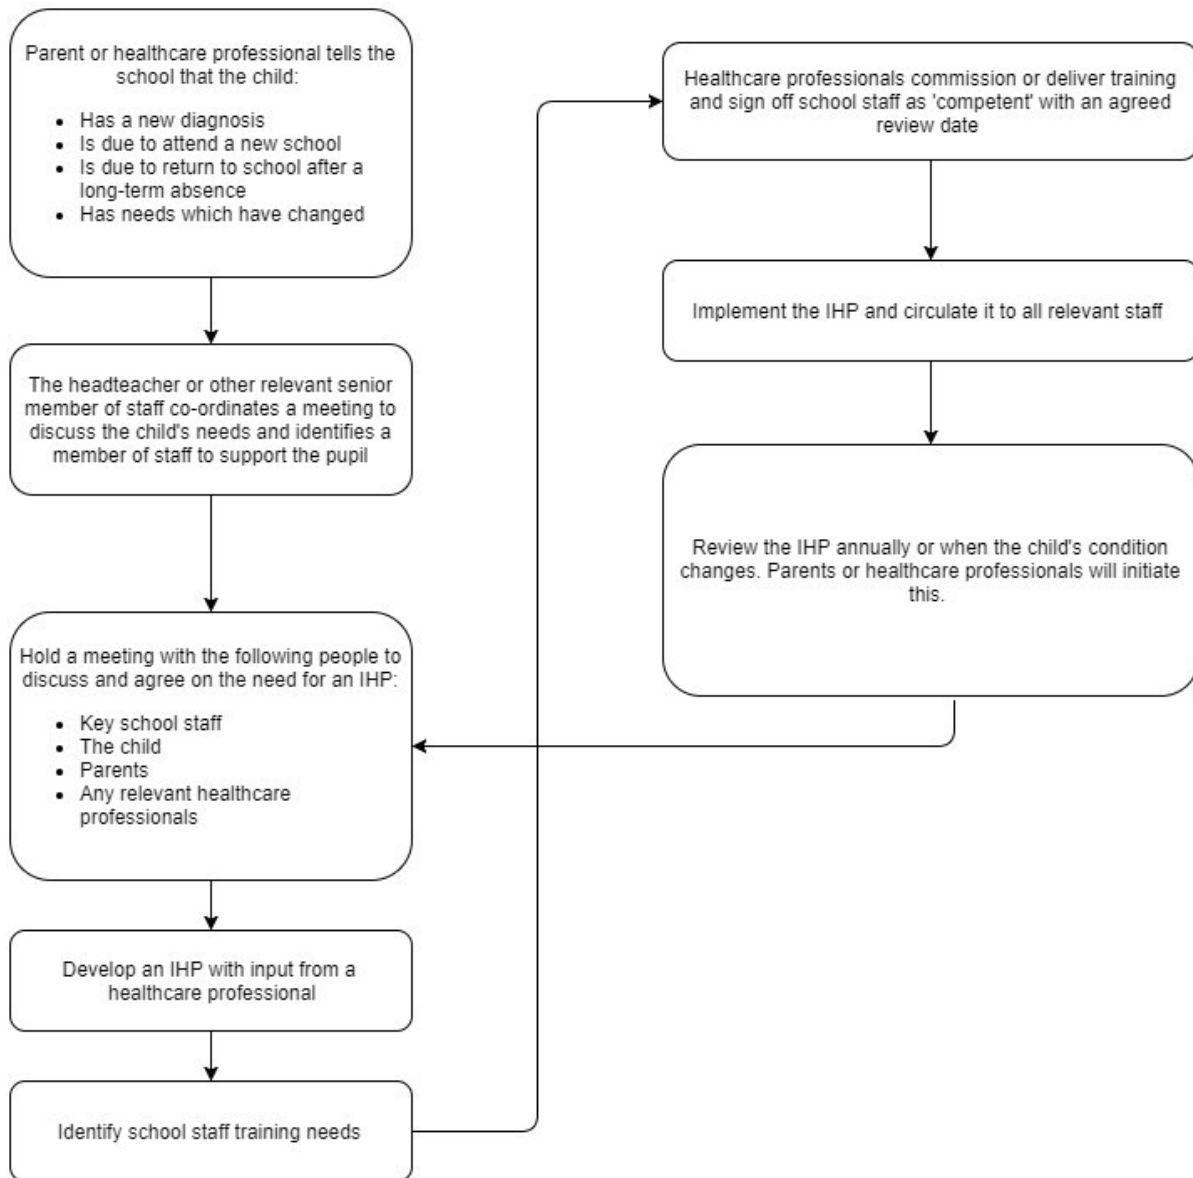 Parent or healthcare professional tells the
school that the child:
• Has a new diagnosis
• Is due to attend a new school
• Is due to return to school after a
long-term absence
• Has needs which have changed
The headteacher or other relevant senior
member of staff co-ordinates a meeting to
discuss the child's needs and identifies a
member of staff to support the pupil
Hold a meeting with the following people to
discuss and agree on the need for an IHP:
• Key school staff
• The child
• Parents
• Any relevant healthcare
professionals
Develop an IHP with input from a
healthcare professional
Identify school staff training needs
Healthcare professionals commission or deliver training
and sign off school staff as 'competent' with an agreed
review date
Implement the IHP and circulate it to all relevant staff
Review the IHP annually or when the child's condition
changes. Parents or healthcare professionals will initiate
this.